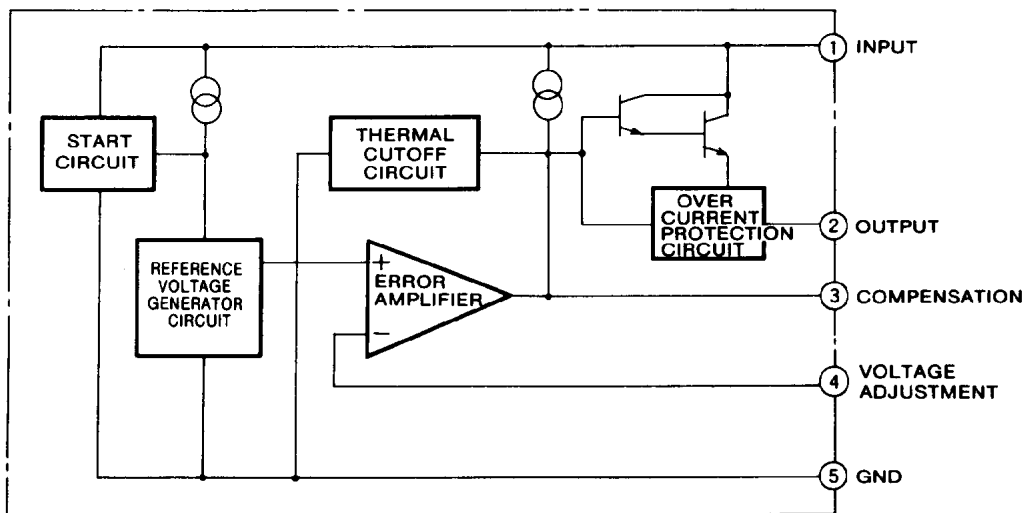 1 INPUT
START
CIRCUIT
THERMAL
CUTOFF
CIRCUIT
OVER
CURRENT
PROTECTION
CIRCUIT
2 OUTPUT
REFERENCE
VOLTAGE
GENERATOR
CIRCUIT
+
ERROR
AMPLIFIER
−
3 COMPENSATION
4 VOLTAGE
ADJUSTMENT
5 GND